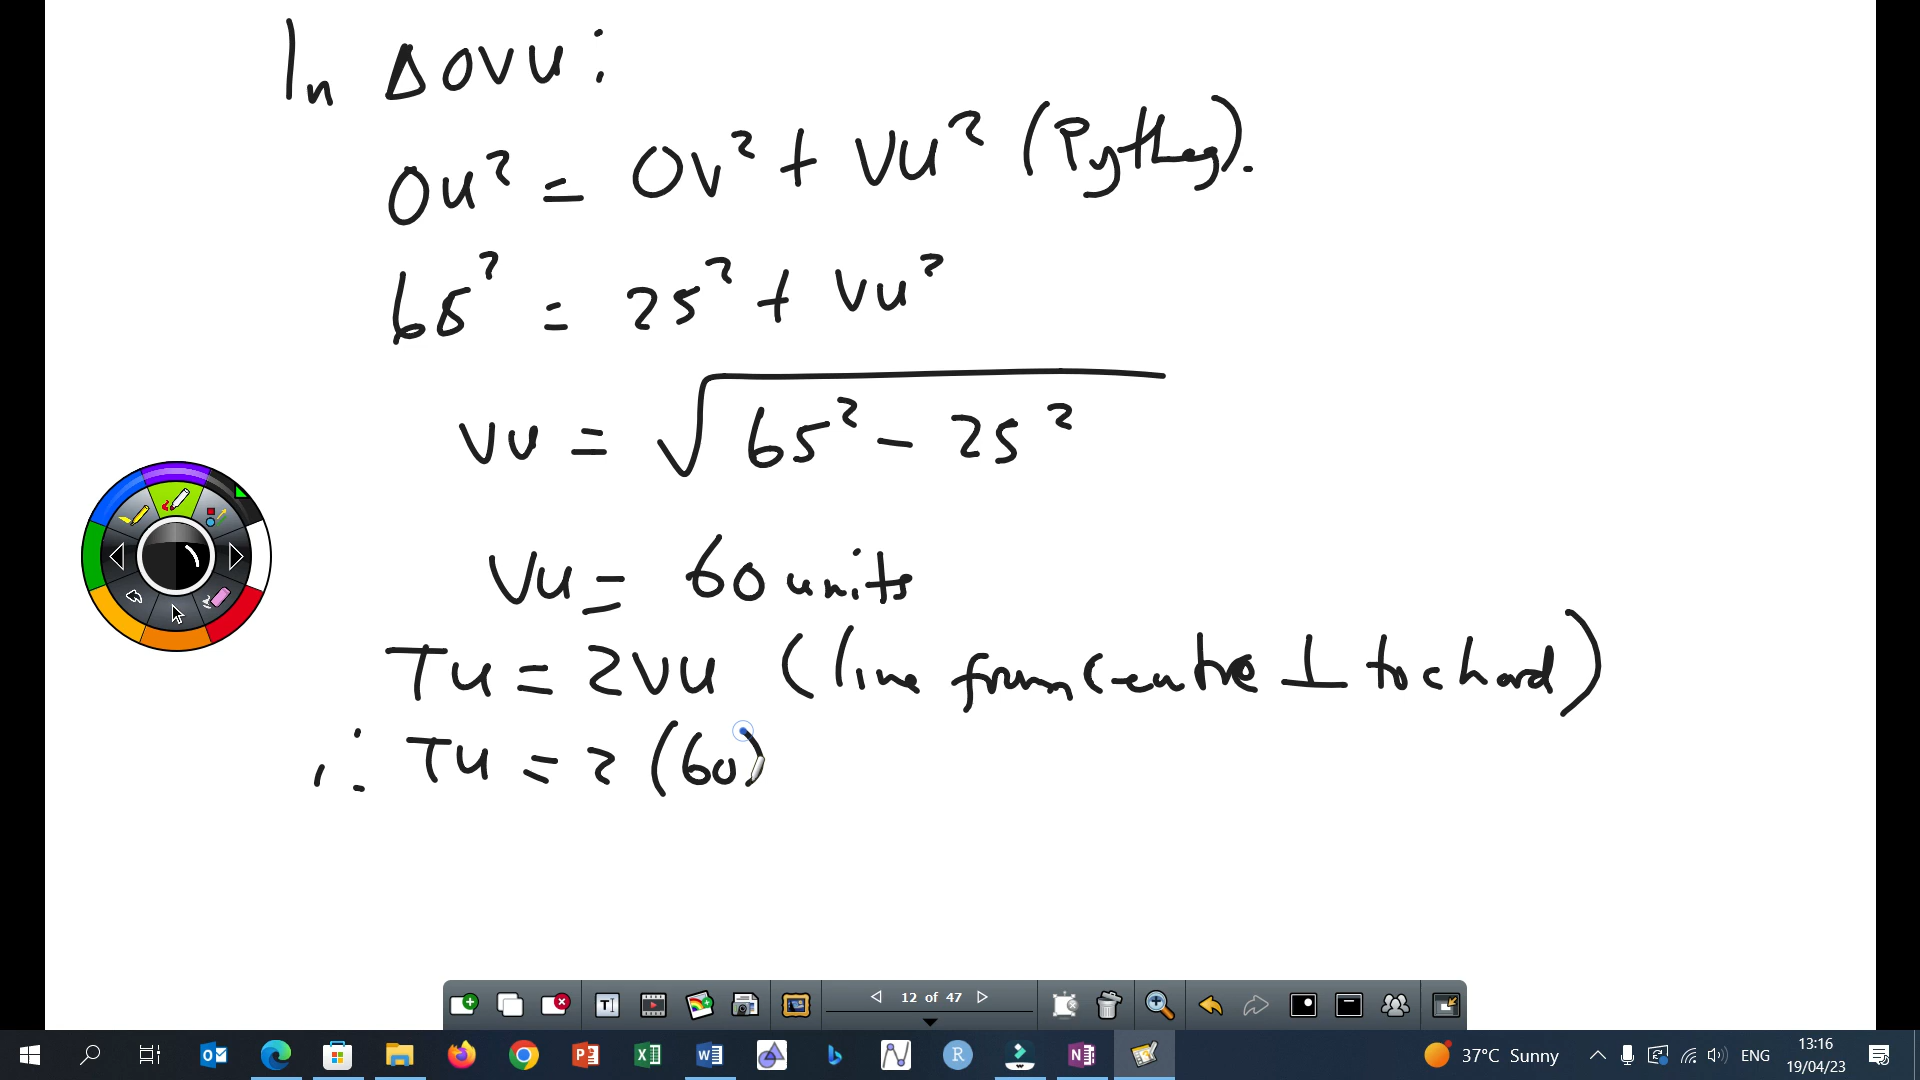 In ΔOVU:
OU² = OV² + VU² (Pythag).
65² = 25² + VU²
VU = √65² - 25²
VU = 60 units
TU = 2VU (line from centre ⊥ to chord)
∴ TU = 2(60)
12 of 47
37°C Sunny
ENG
13:16
19/04/23